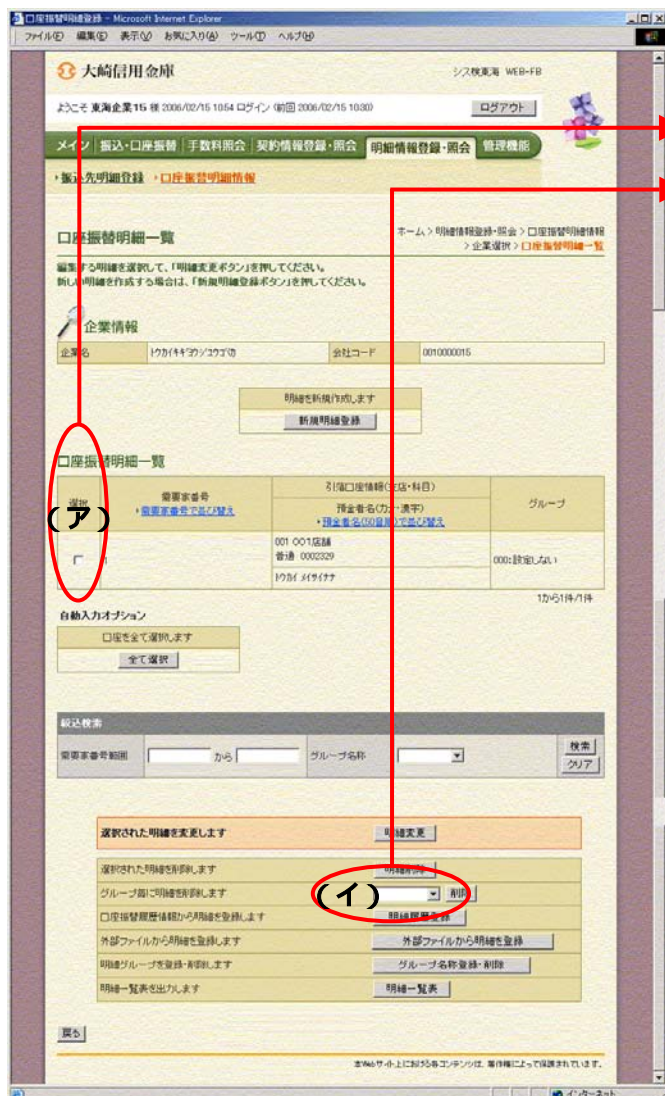 口座振替明細登録 - Microsoft Internet Explorer
ファイル(F) 編集(E) 表示(V) お気に入り(A) ツール(T) ヘルプ(H)
大崎信用金庫
シス検東海 WEB-FB
ようこそ 東海企業15 様 2006/02/15 10:54 ログイン (前回 2006/02/15 10:30)
ログアウト
メイン 振込・口座振替 手数料照会 契約情報登録・照会 明細情報登録・照会 管理機能
振込先明細登録 口座振替明細情報
口座振替明細一覧
ホーム > 明細情報登録・照会 > 口座振替明細情報
> 企業選択 > 口座振替明細一覧
編集する明細を選択して、「明細変更ボタン」を押してください。
新しい明細を作成する場合は、「新規明細登録ボタン」を押してください。
企業情報
企業名
会社コード 0010000015
明細を新規作成します
新規明細登録
口座振替明細一覧
選択
需要家番号
需要家番号で並び替え
引落口座情報(支店・科目)
預金者名(カナ・漢字)
預金者名(50音順)で並び替え
グループ
(ア)
001 001店舗
普通 0002329
000:設定しない
1から1件/1件
自動入力オプション
口座を全て選択します
全て選択
絞込検索
需要家番号範囲 から グループ名称
検索
クリア
選択された明細を変更します 明細変更
選択された明細を削除します 明細削除
グループ毎に明細を削除します (イ) 削除
口座振替履歴情報から明細を登録します 明細履歴登録
外部ファイルから明細を登録します 外部ファイルから明細を登録
明細グループを登録・削除します グループ名称登録・削除
明細一覧表を出力します 明細一覧表
戻る
本Webサイト上における各コンテンツは、著作権によって保護されています。
インターネット